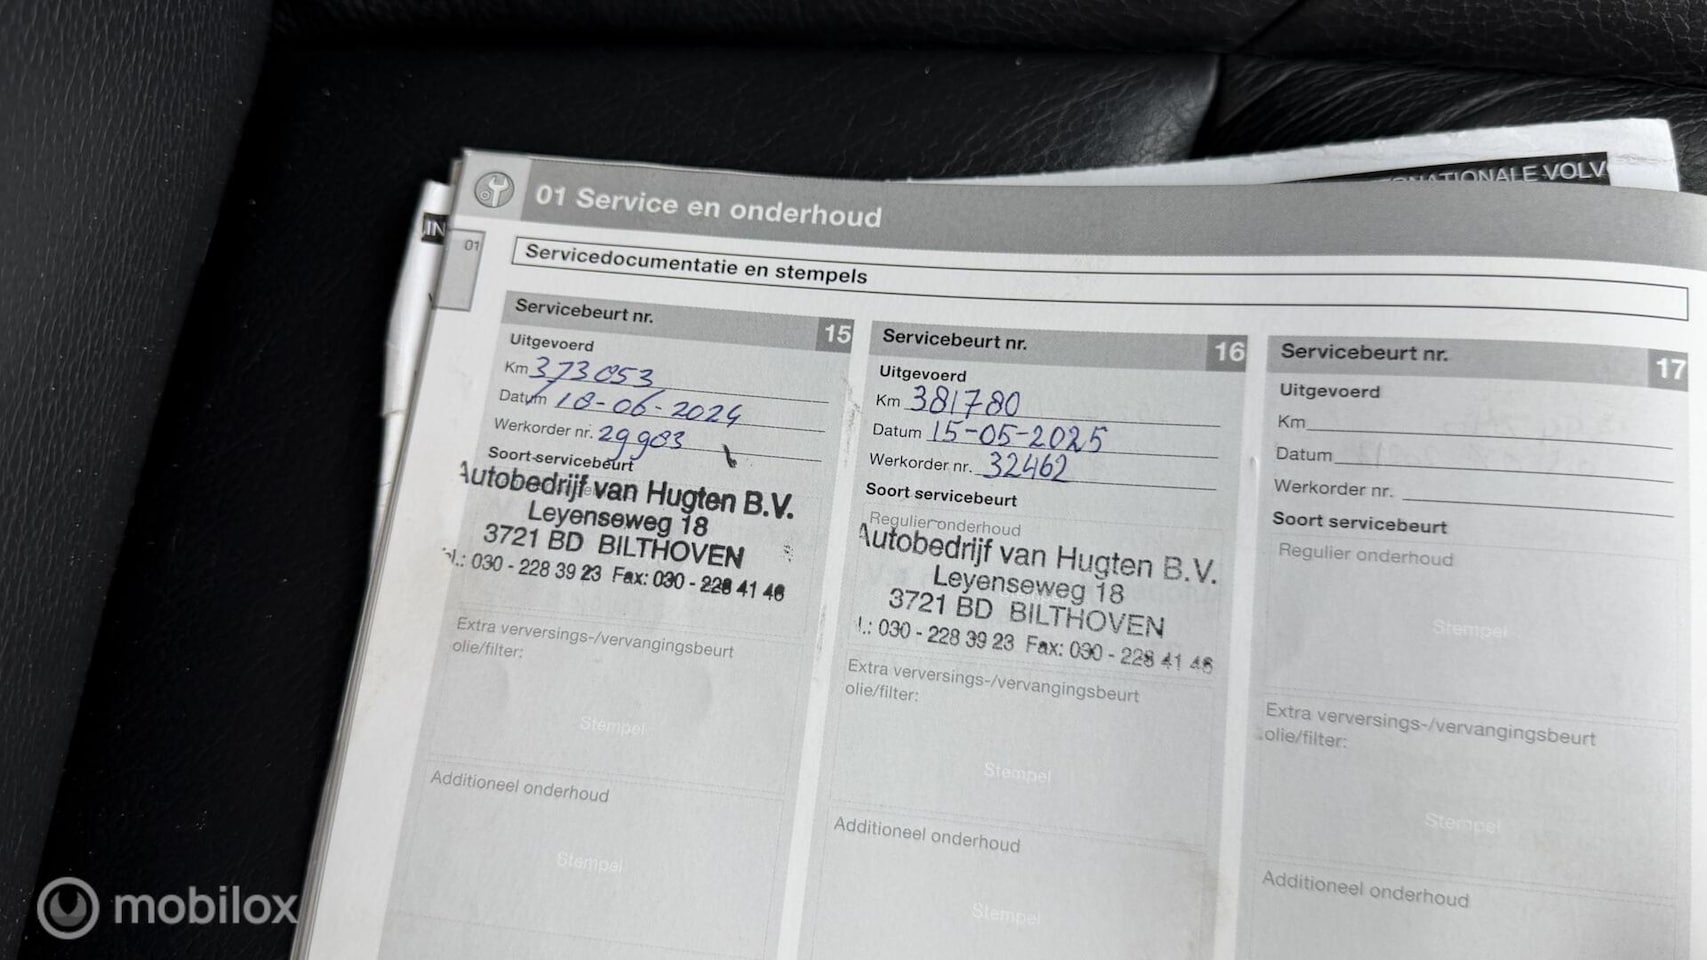 NATIONALE VOLV
01 Service en onderhoud
IN
01
Servicedocumentatie en stempels
Servicebeurt nr. 15
Uitgevoerd
Km 373053
Datum 18-06-2024
Werkorder nr. 29903
Soort servicebeurt
Autobedrijf van Hugten B.V.
Leyenseweg 18
3721 BD BILTHOVEN
el.: 030 - 228 39 23 Fax: 030 - 228 41 46
Extra verversings-/vervangingsbeurt
olie/filter:
Stempel
Additioneel onderhoud
Stempel
Servicebeurt nr. 16
Uitgevoerd
Km 381780
Datum 15-05-2025
Werkorder nr. 32462
Soort servicebeurt
Regulier onderhoud
Autobedrijf van Hugten B.V.
Leyenseweg 18
3721 BD BILTHOVEN
l.: 030 - 228 39 23 Fax: 030 - 228 41 46
Extra verversings-/vervangingsbeurt
olie/filter:
Stempel
Additioneel onderhoud
Stempel
Servicebeurt nr. 17
Uitgevoerd
Km
Datum
Werkorder nr.
Soort servicebeurt
Regulier onderhoud
Stempel
Extra verversings-/vervangingsbeurt
olie/filter:
Stempel
Additioneel onderhoud
mobilox